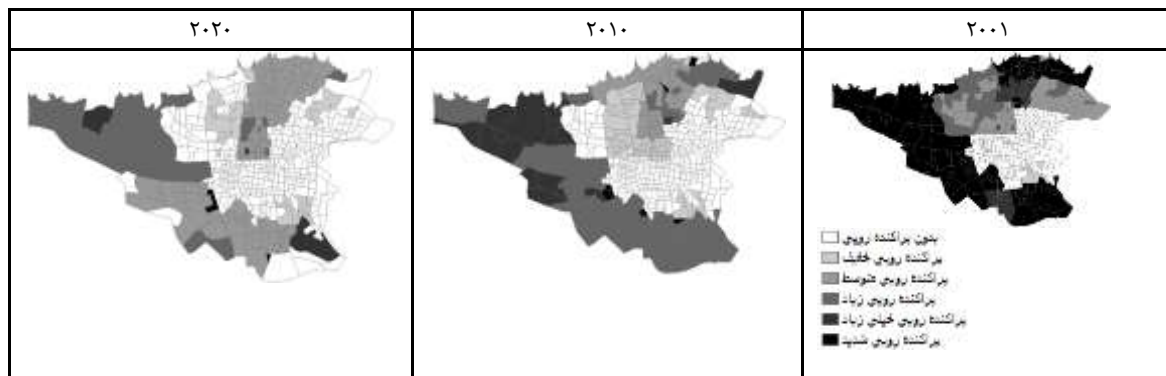 ۲۰۰۱
۲۰۱۰
۲۰۲۰
بدون پراکنده رویی
پراکنده رویی خفیف
پراکنده رویی متوسط
پراکنده رویی زیاد
پراکنده رویی خیلی زیاد
پراکنده رویی شدید